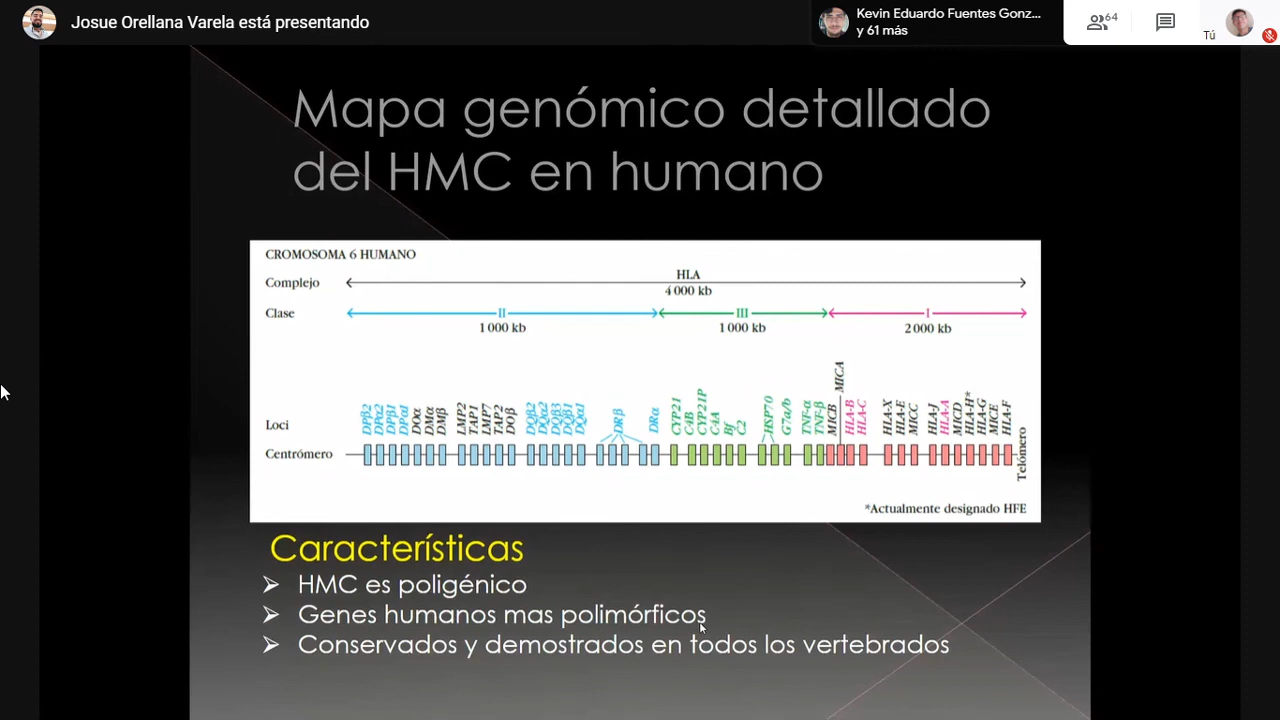 Josue Orellana Varela está presentando
Kevin Eduardo Fuentes Gonz...
y 61 más
64
Tú
Mapa genómico detallado
del HMC en humano
CROMOSOMA 6 HUMANO
Complejo
HLA
4 000 kb
Clase
II
III
I
1 000 kb
1 000 kb
2 000 kb
Loci
DPβ2
DPα2
DPβ1
DPα1
DOα
DMα
DMβ
LMP2
TAP1
LMP7
TAP2
DOβ
DQB2
DQα2
DQB3
DQβ1
DQα1
DRβ
DRα
CYP21
C4B
CYP21P
C4A
Bf
C2
HSP70
G7a/b
TNF-α
TNF-β
MICB
MICA
HLA-B
HLA-C
HLA-X
HLA-E
MICC
HLA-J
HLA-A
MICD
HLA-H*
HLA-G
MICE
HLA-F
Centrómero
Telómero
*Actualmente designado HFE
Características
HMC es poligénico
Genes humanos mas polimórficos
Conservados y demostrados en todos los vertebrados